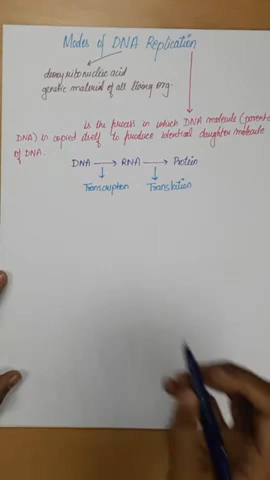 Modes of DNA Replication
deoxyribonucleic acid
genetic material of all living org.
is the process in which DNA molecule (parental
DNA) is copied itself to produce identical daughter molecule
of DNA.
DNA → RNA → Protein
Transcription Translation